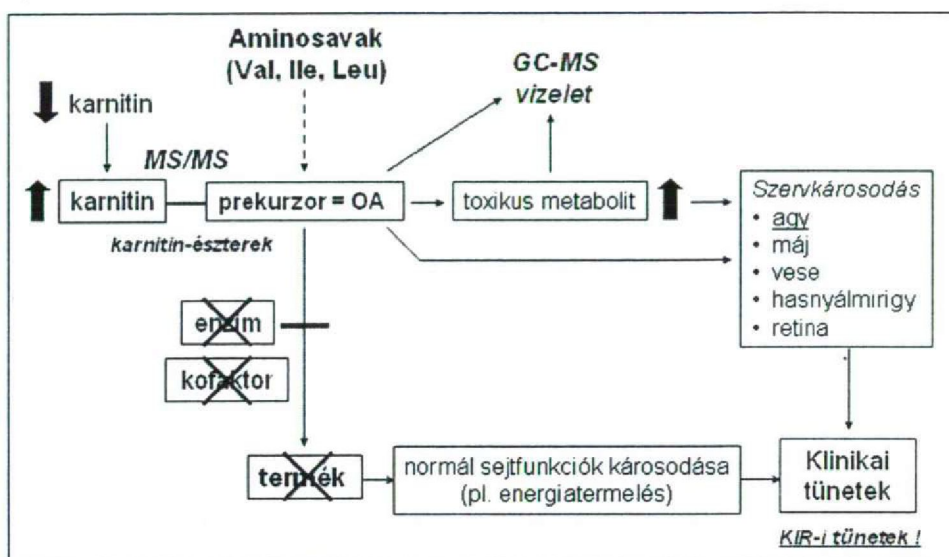 Aminosavak
(Val, Ile, Leu)
GC-MS
vizelet
karnitin
MS/MS
karnitin
prekurzor = OA
toxikus metabolit
karnitin-észterek
Szervkárosodás
• agy
• máj
• vese
• hasnyálmirigy
• retina
enzim
kofaktor
termék
normál sejtfunkciók károsodása
(pl. energiatermelés)
Klinikai
tünetek
KIR-i tünetek !